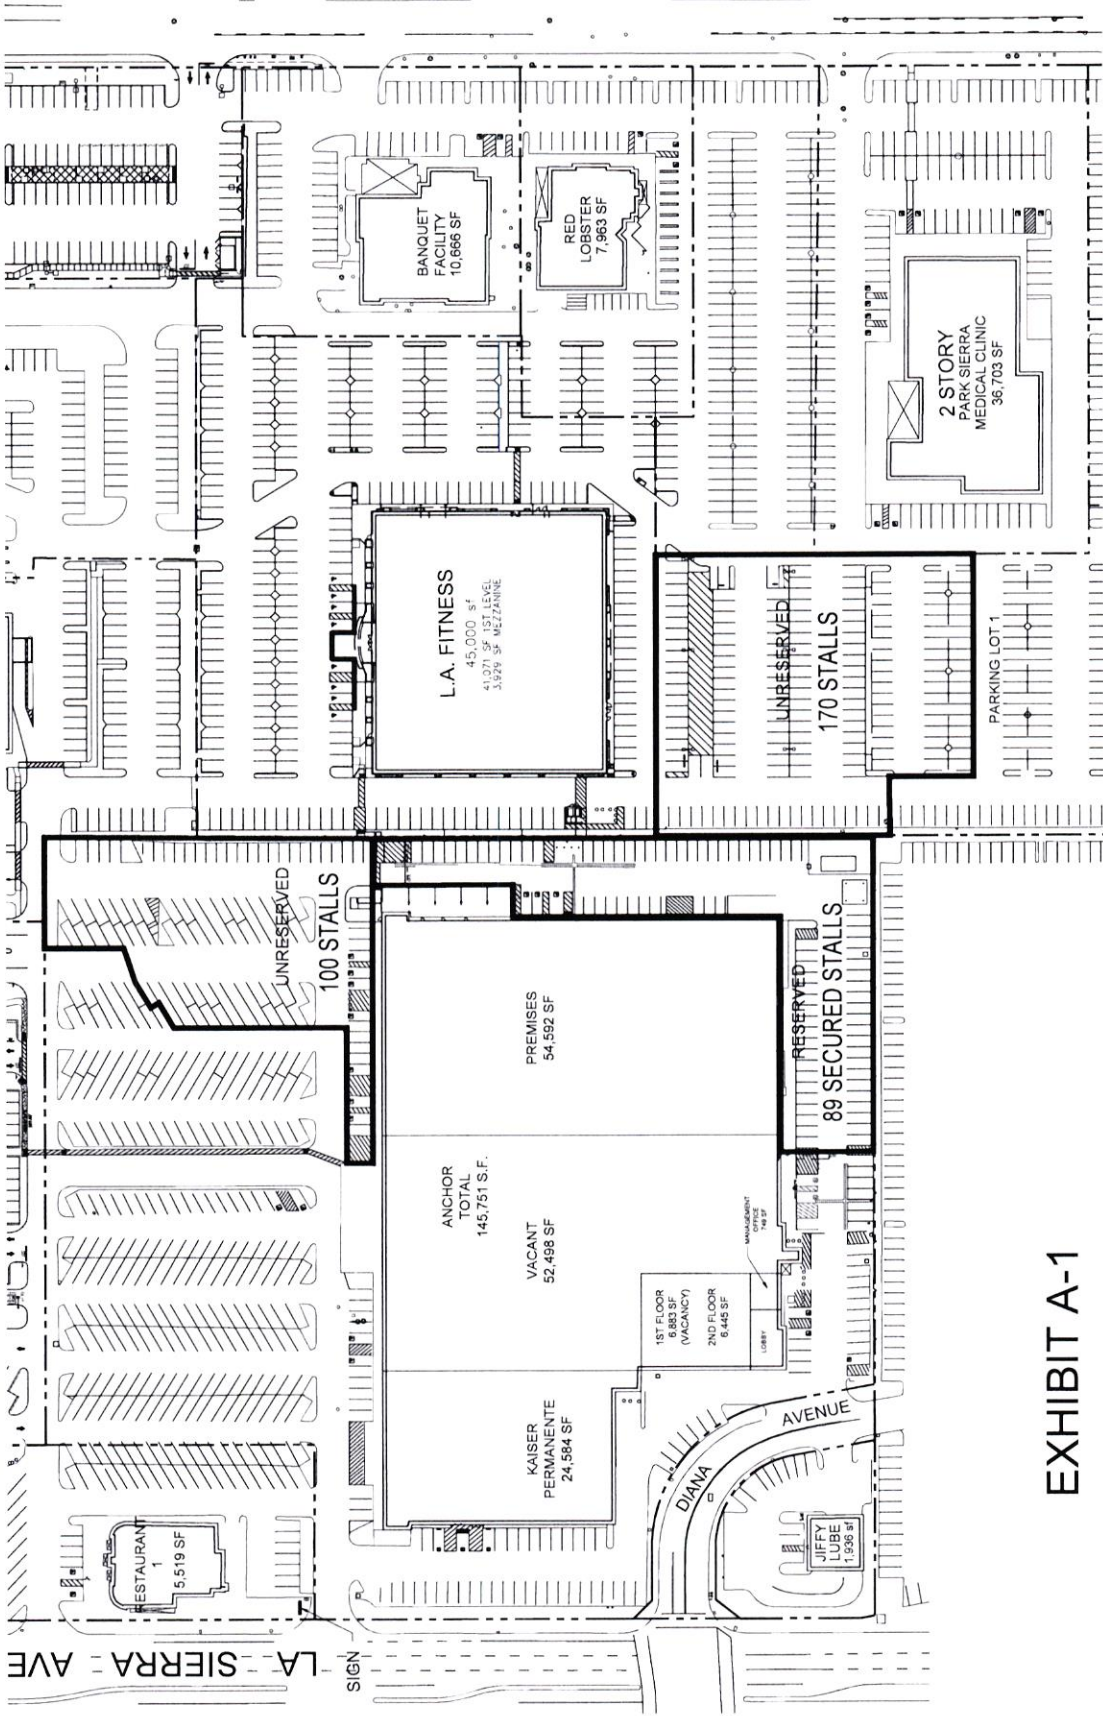 BANQUET
FACILITY
10,666 SF
RED
LOBSTER
7,963 SF
2 STORY
PARK SIERRA
MEDICAL CLINIC
36,703 SF
L.A. FITNESS
45,000 sf
41,071 SF 1ST LEVEL
3,929 SF MEZZANINE
UNRESERVED
170 STALLS
PARKING LOT 1
UNRESERVED
100 STALLS
PREMISES
54,592 SF
RESERVED
89 SECURED STALLS
ANCHOR
TOTAL
145,751 S.F.
VACANT
52,498 SF
MANAGEMENT
OFFICE
748 SF
1ST FLOOR
6,883 SF
(VACANCY)
2ND FLOOR
6,445 SF
LOBBY
KAISER
PERMANENTE
24,584 SF
DIANA AVENUE
RESTAURANT
1
5,519 SF
JIFFY
LUBE
1,936 sf
SIGN
LA SIERRA AVE
EXHIBIT A-1